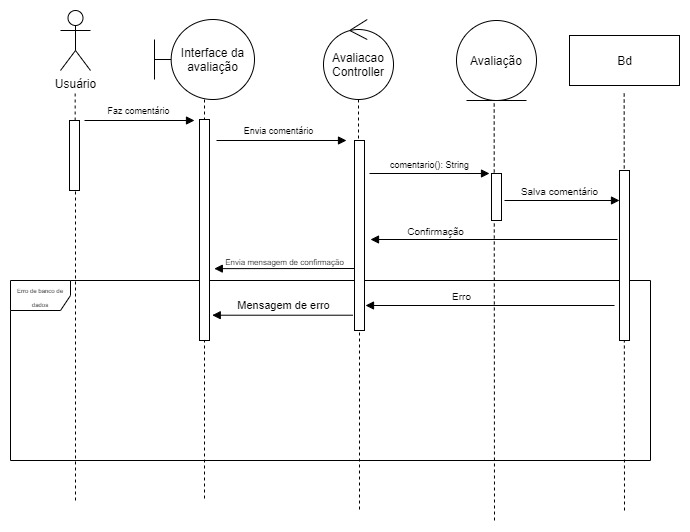 Usuário
Interface da
avaliação
Avaliacao
Controller
Avaliação
Bd
Faz comentário
Envia comentário
comentario(): String
Salva comentário
Confirmação
Envia mensagem de confirmação
Erro de banco de
dados
Erro
Mensagem de erro